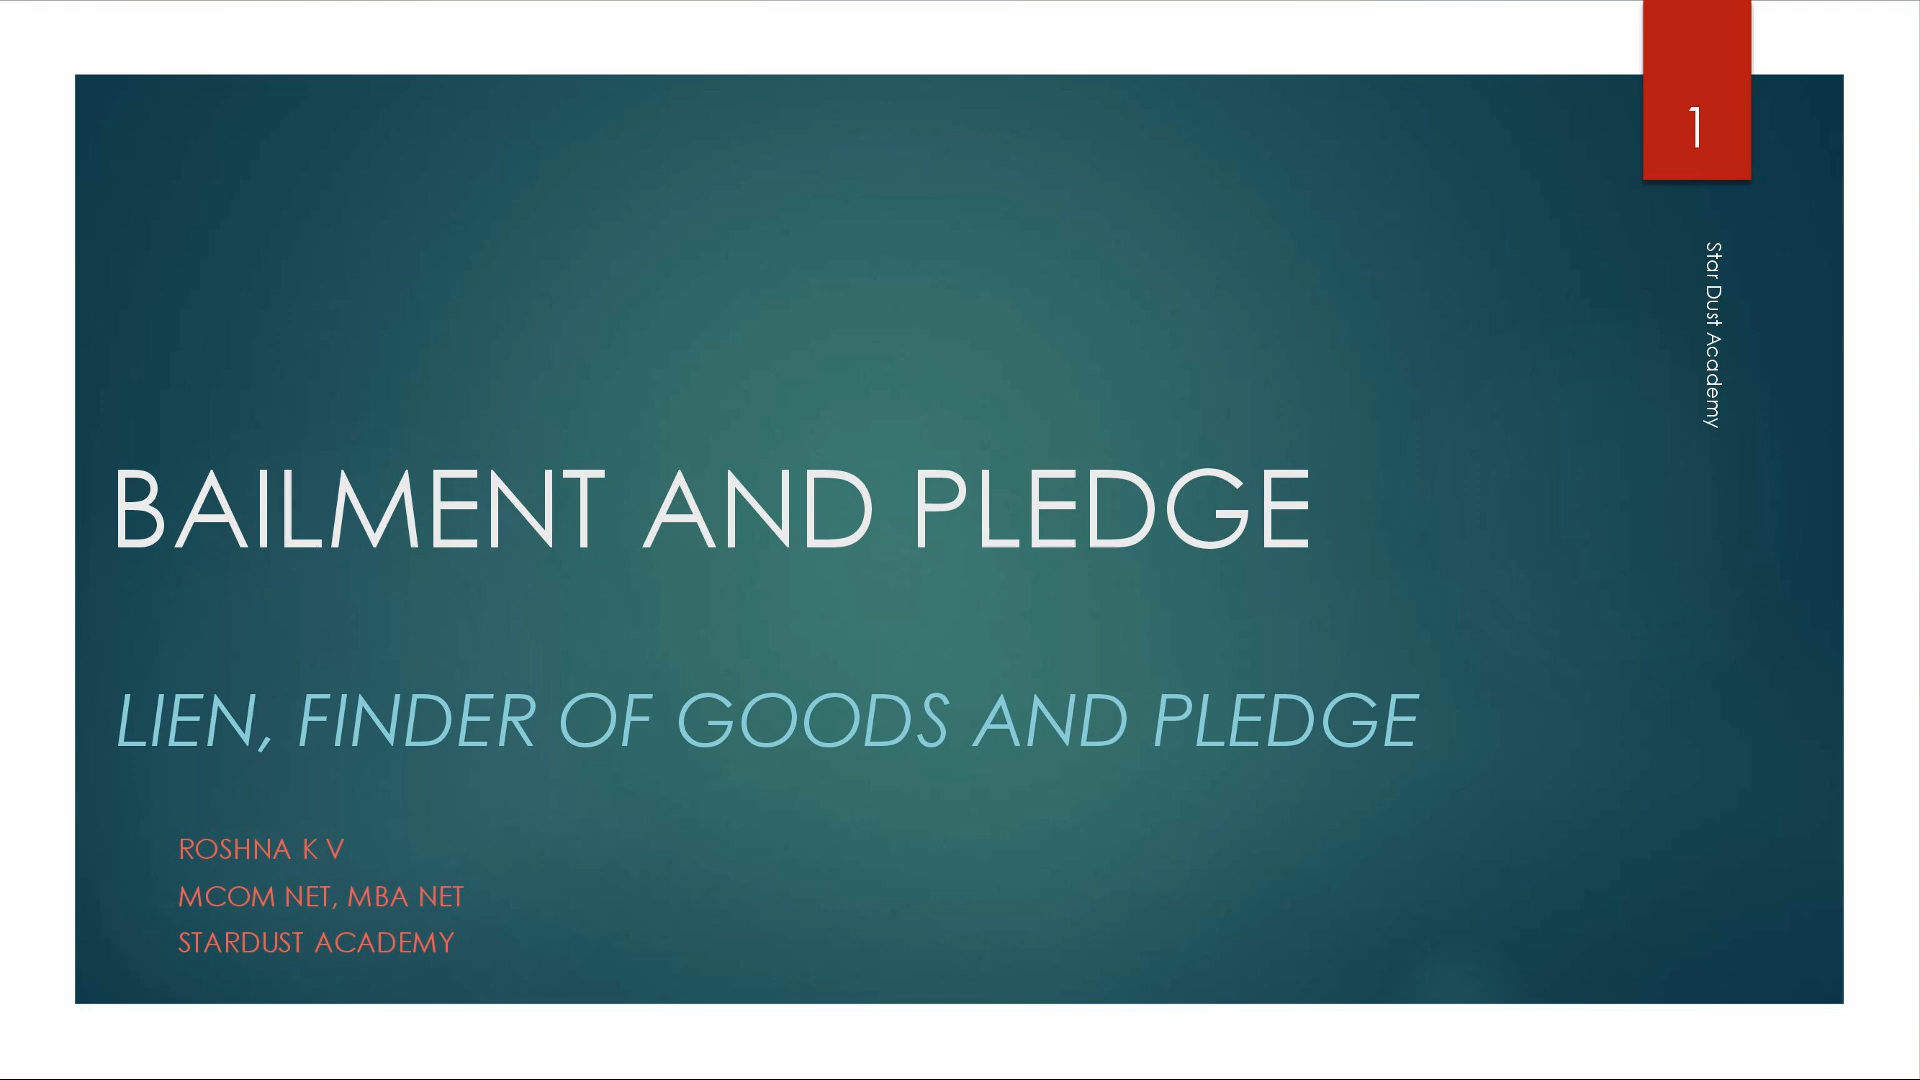 1
Star Dust Academy
BAILMENT AND PLEDGE
LIEN, FINDER OF GOODS AND PLEDGE
ROSHNA K V
MCOM NET, MBA NET
STARDUST ACADEMY